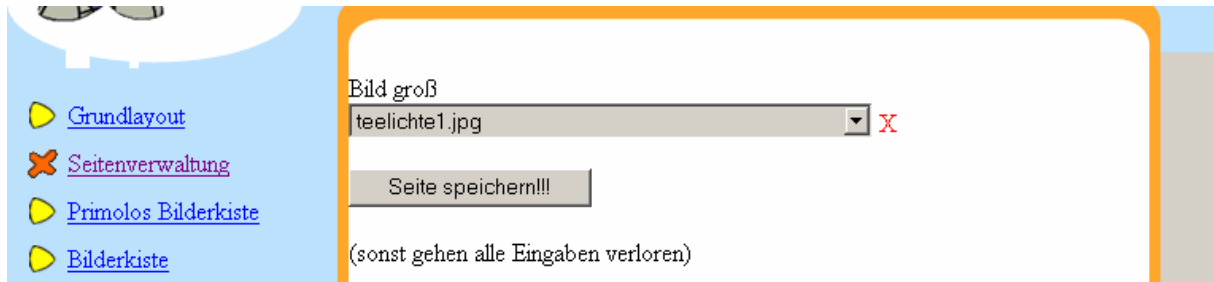 Grundlayout
Seitenverwaltung
Primolos Bilderkiste
Bilderkiste
Bild groß
teelichte1.jpg
X
Seite speichern!!!
(sonst gehen alle Eingaben verloren)